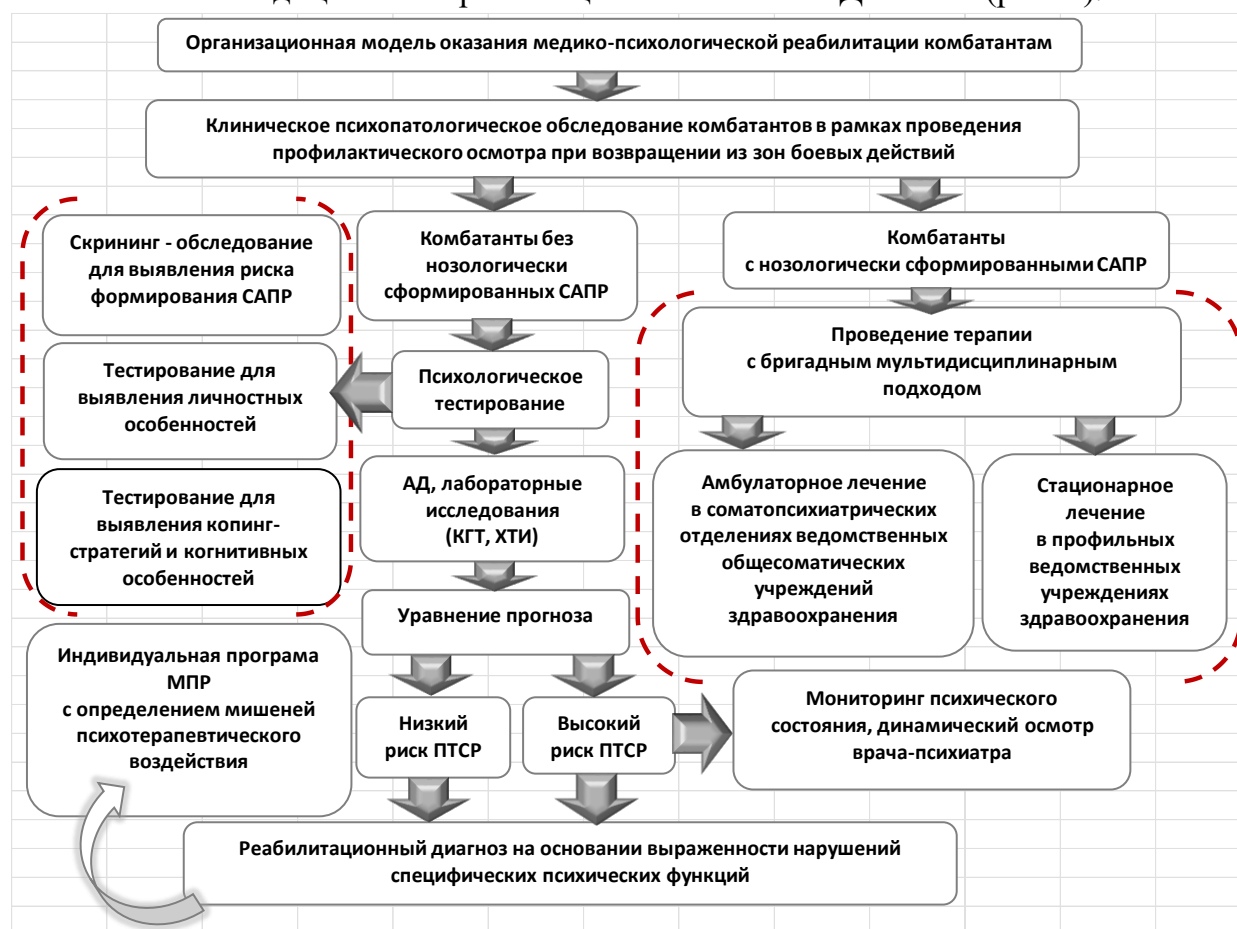 Организационная модель оказания медико-психологической реабилитации комбатантам
Клиническое психопатологическое обследование комбатантов в рамках проведения
профилактического осмотра при возвращении из зон боевых действий
Скрининг - обследование
для выявления риска
формирования САПР
Тестирование для
выявления личностных
особенностей
Тестирование для
выявления копинг-
стратегий и когнитивных
особенностей
Комбатанты без
нозологически
сформированных САПР
Психологическое
тестирование
АД, лабораторные
исследования
(КГТ, ХТИ)
Уравнение прогноза
Низкий
риск ПТСР
Высокий
риск ПТСР
Комбатанты
с нозологически сформированными САПР
Проведение терапии
с бригадным мультидисциплинарным
подходом
Амбулаторное лечение
в соматопсихиатрических
отделениях ведомственных
общесоматических
учреждений
здравоохранения
Стационарное
лечение
в профильных
ведомственных
учреждениях
здравоохранения
Мониторинг психического
состояния, динамический осмотр
врача-психиатра
Индивидуальная програма
МПР
с определением мишеней
психотерапевтического
воздействия
Реабилитационный диагноз на основании выраженности нарушений
специфических психических функций